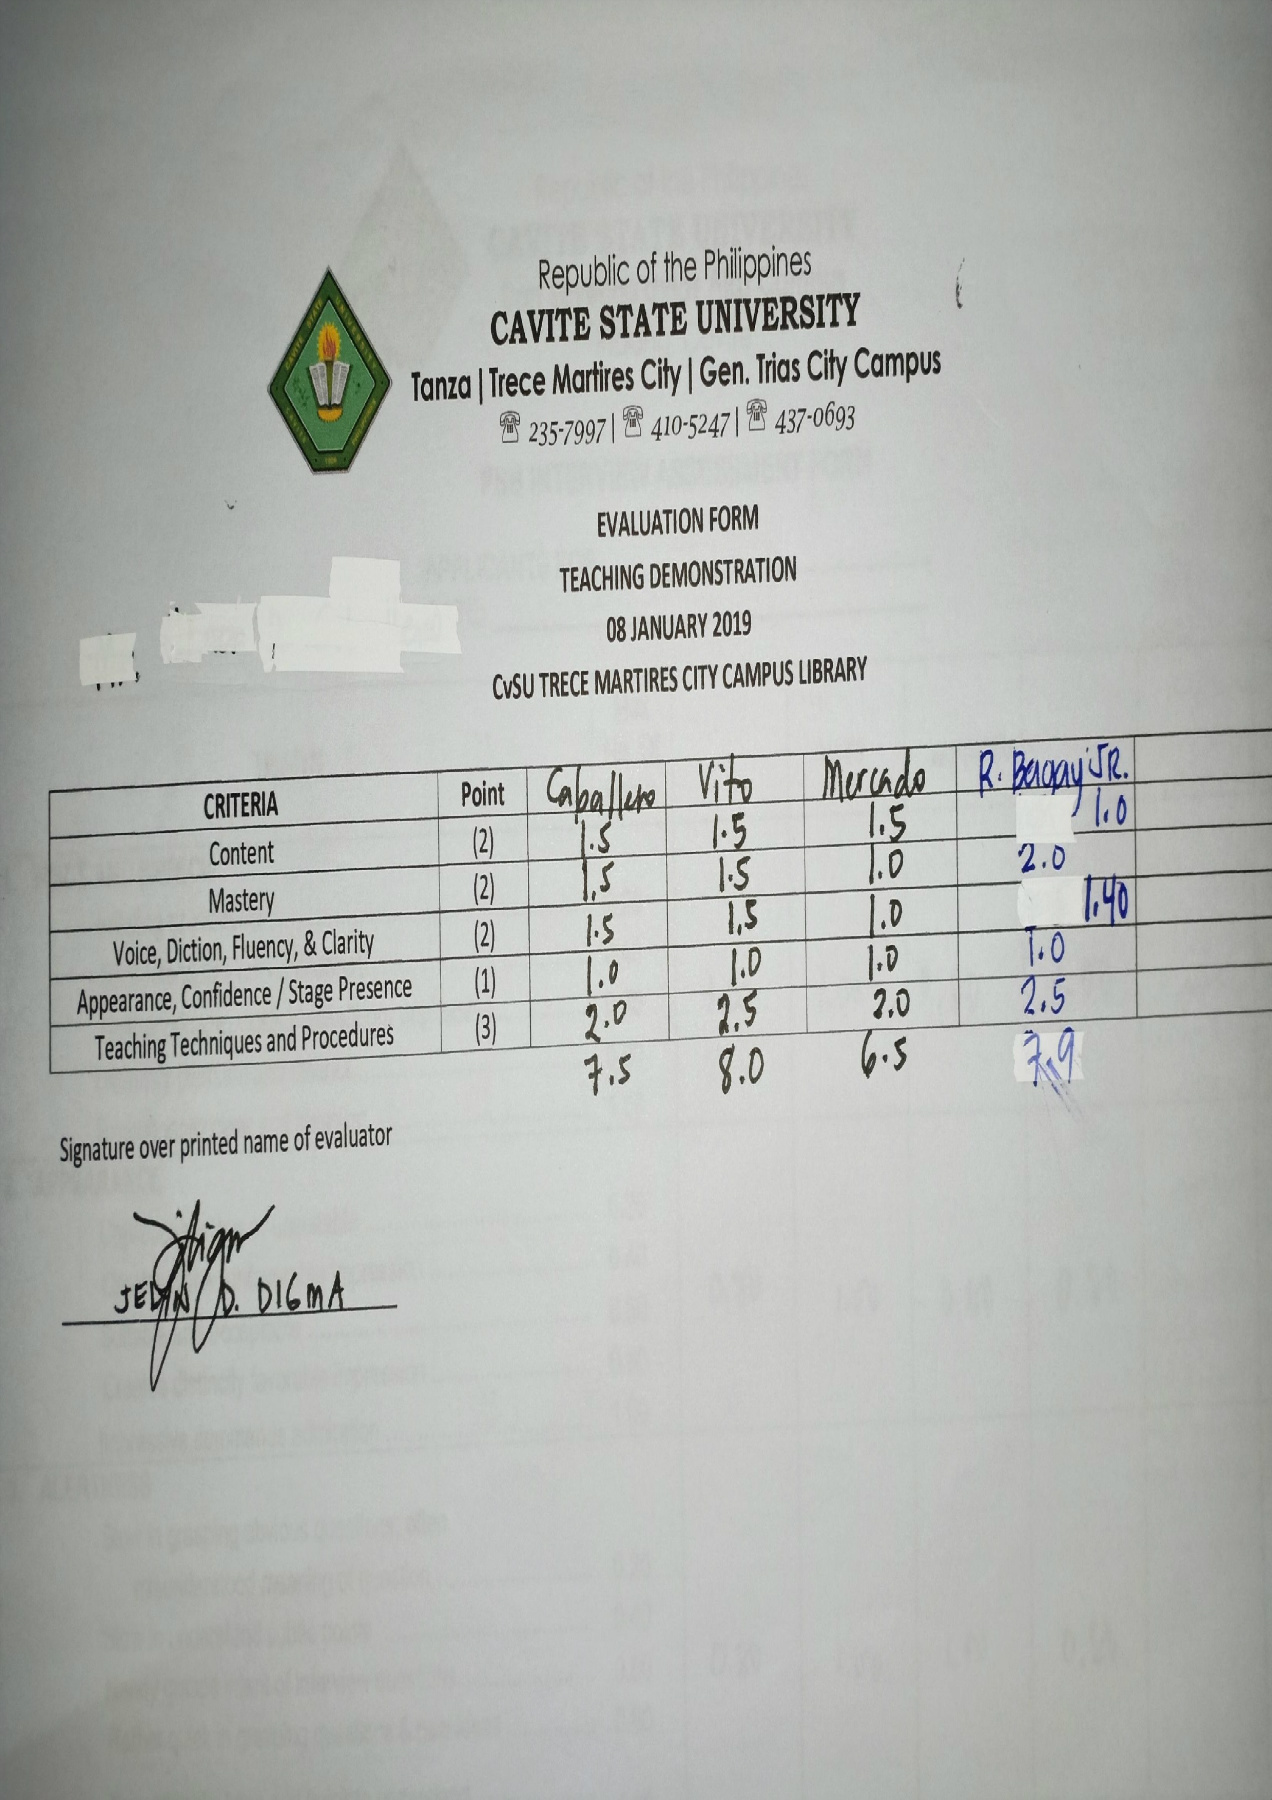 Republic of the Philippines
CAVITE STATE UNIVERSITY
Tanza | Trece Martires City | Gen. Trias City Campus
☏ 235-7997 | ☏ 410-5247 | ☏ 437-0693
EVALUATION FORM
TEACHING DEMONSTRATION
08 JANUARY 2019
CvSU TRECE MARTIRES CITY CAMPUS LIBRARY
CRITERIA Point Caballero Vito Mercado R. JR.
Content (2) 1.5 1.5 1.5 1.0
Mastery (2) 1.5 1.5 1.0 2.0
Voice, Diction, Fluency, & Clarity (2) 1.5 1.5 1.0 1.40
Appearance, Confidence / Stage Presence (1) 1.0 1.0 1.0 1.0
Teaching Techniques and Procedures (3) 2.0 2.5 2.0 2.5
7.5 8.0 6.5 7.9
Signature over printed name of evaluator
D. DIGMA